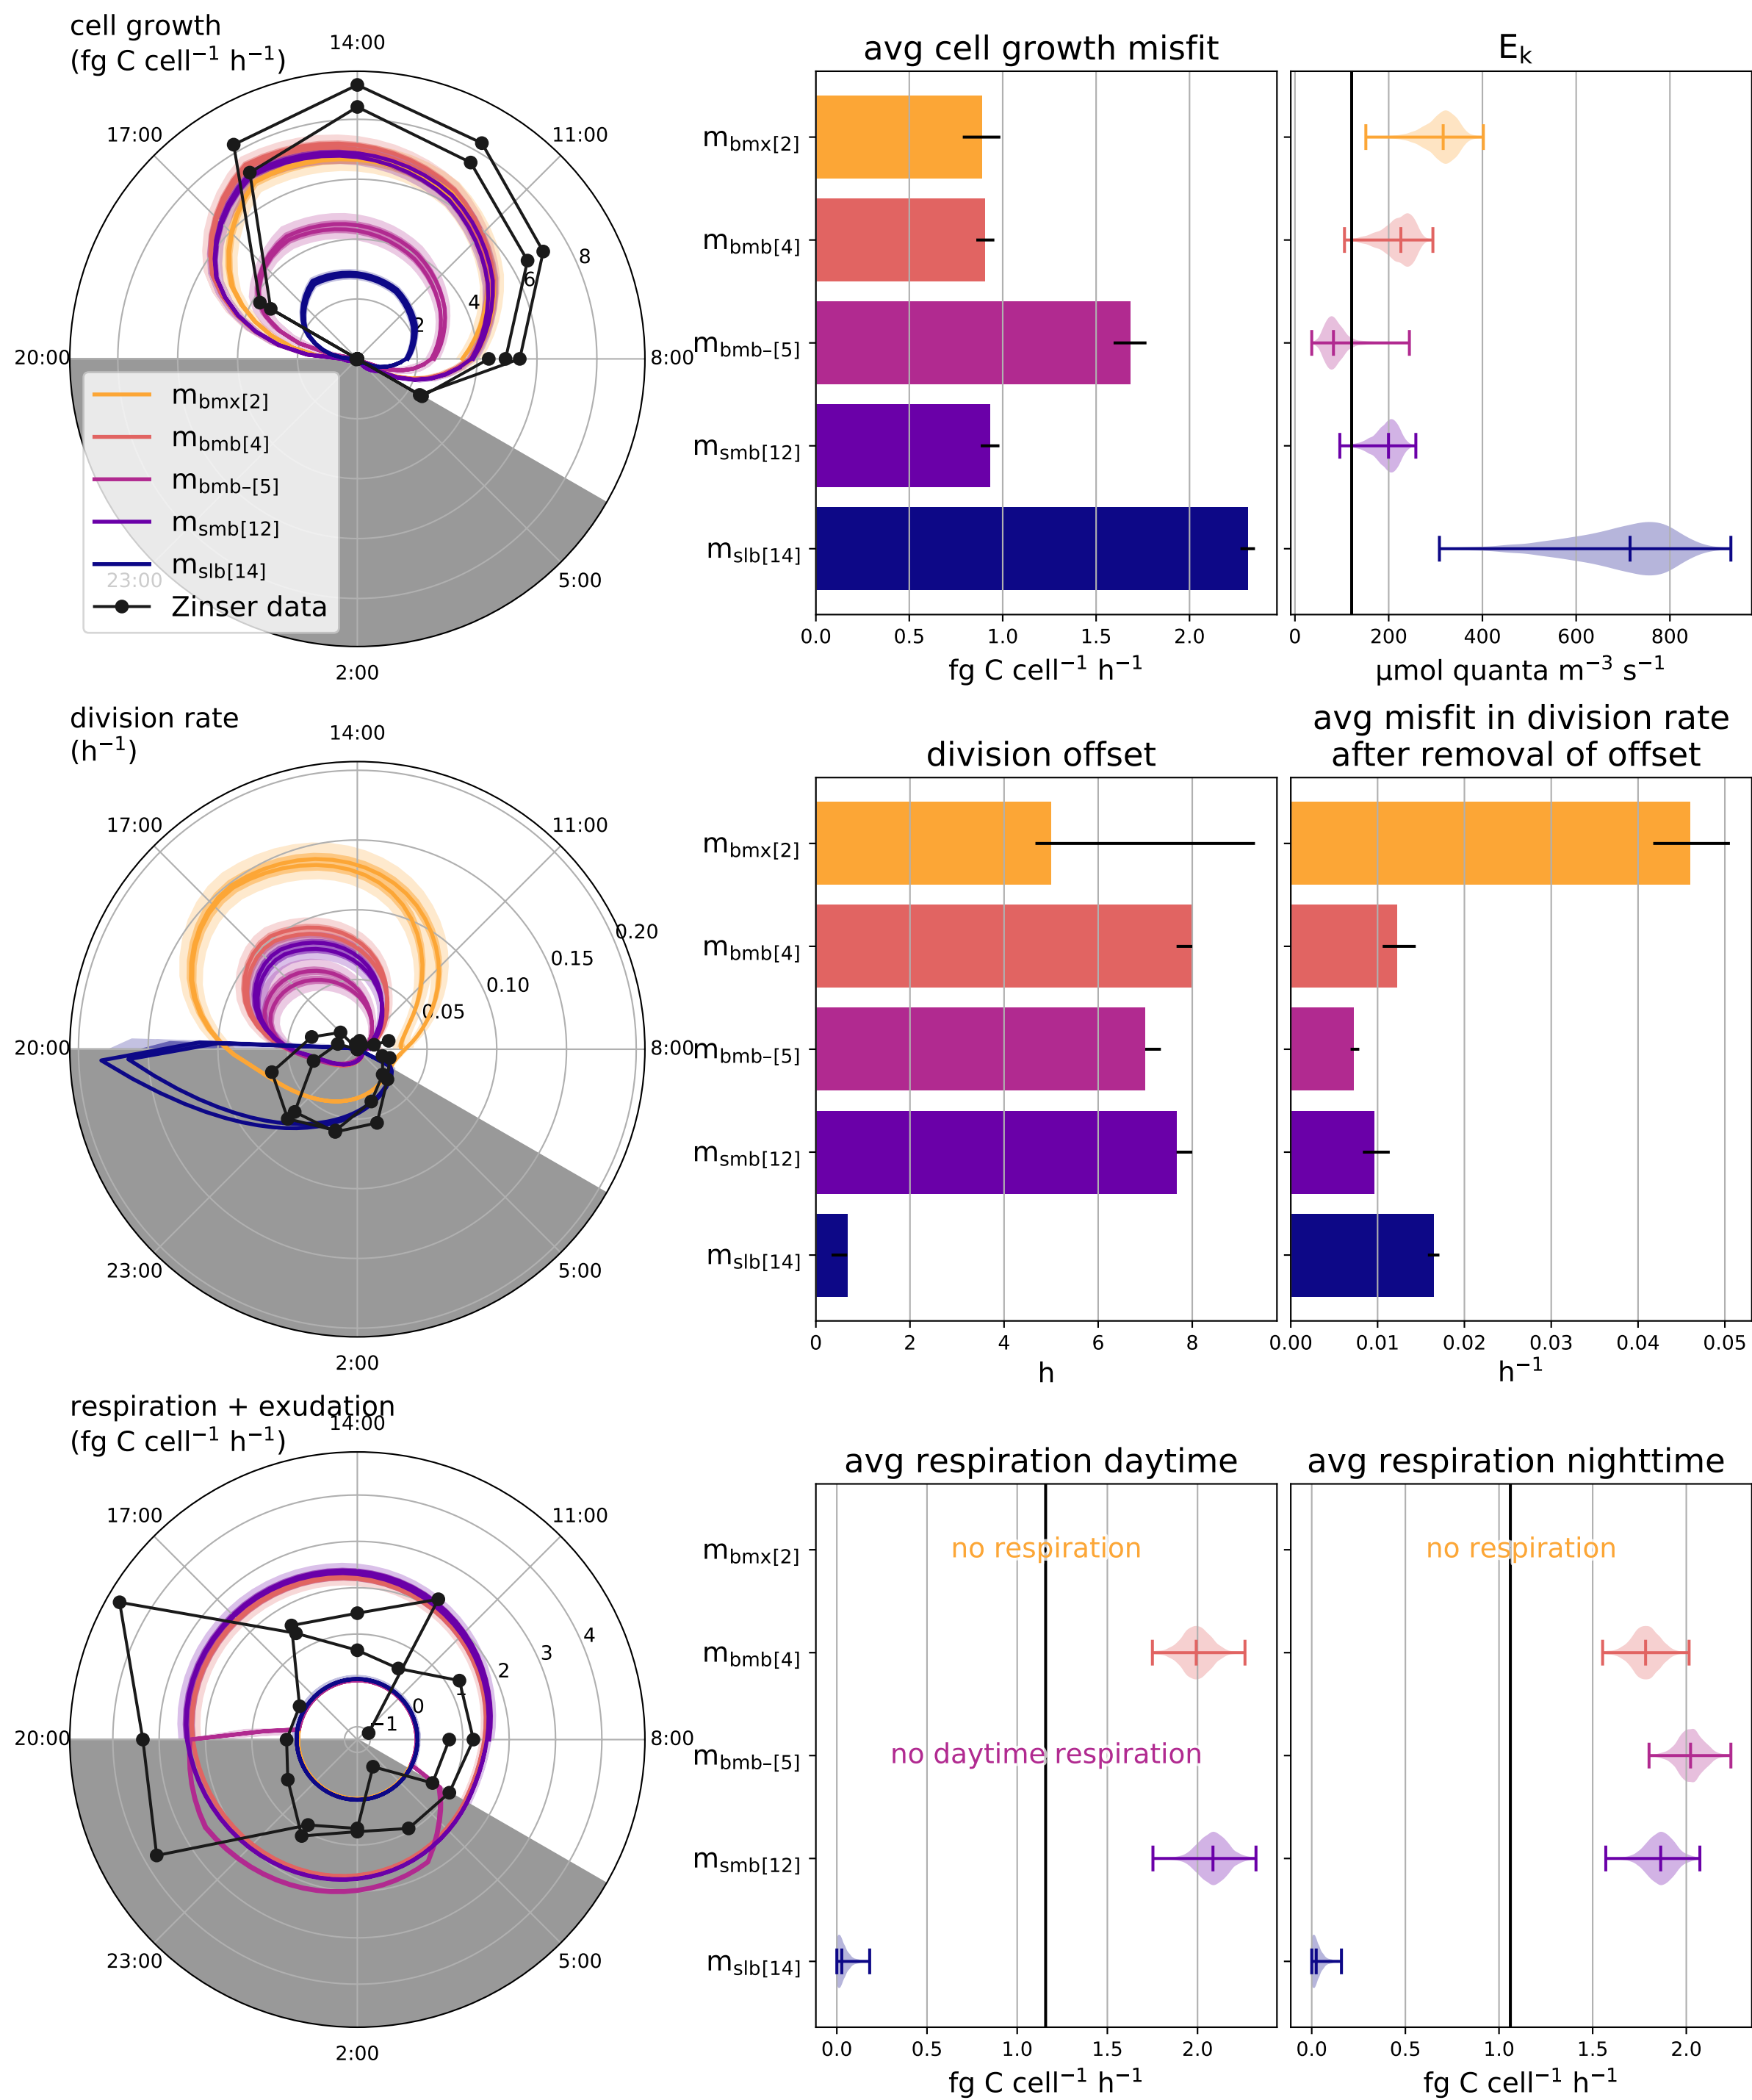 cell growth
(fg C cell⁻¹ h⁻¹)
14:00
17:00
11:00
20:00
8:00
23:00
5:00
2:00
2
4
6
8
m_bmx[2]
m_bmb[4]
m_bmb–[5]
m_smb[12]
m_slb[14]
Zinser data
avg cell growth misfit
m_bmx[2]
m_bmb[4]
m_bmb–[5]
m_smb[12]
m_slb[14]
0.0 0.5 1.0 1.5 2.0
fg C cell⁻¹ h⁻¹
E_k
0 200 400 600 800
μmol quanta m⁻³ s⁻¹
division rate
(h⁻¹)
14:00
17:00
11:00
20:00
8:00
23:00
5:00
2:00
0.05
0.10
0.15
0.20
division offset
m_bmx[2]
m_bmb[4]
m_bmb–[5]
m_smb[12]
m_slb[14]
0 2 4 6 8
h
avg misfit in division rate
after removal of offset
0.00 0.01 0.02 0.03 0.04 0.05
h⁻¹
respiration + exudation
(fg C cell⁻¹ h⁻¹)
14:00
17:00
11:00
20:00
8:00
23:00
5:00
2:00
−1
0
1
2
3
4
avg respiration daytime
m_bmx[2]
m_bmb[4]
m_bmb–[5]
m_smb[12]
m_slb[14]
no respiration
no daytime respiration
0.0 0.5 1.0 1.5 2.0
fg C cell⁻¹ h⁻¹
avg respiration nighttime
no respiration
0.0 0.5 1.0 1.5 2.0
fg C cell⁻¹ h⁻¹